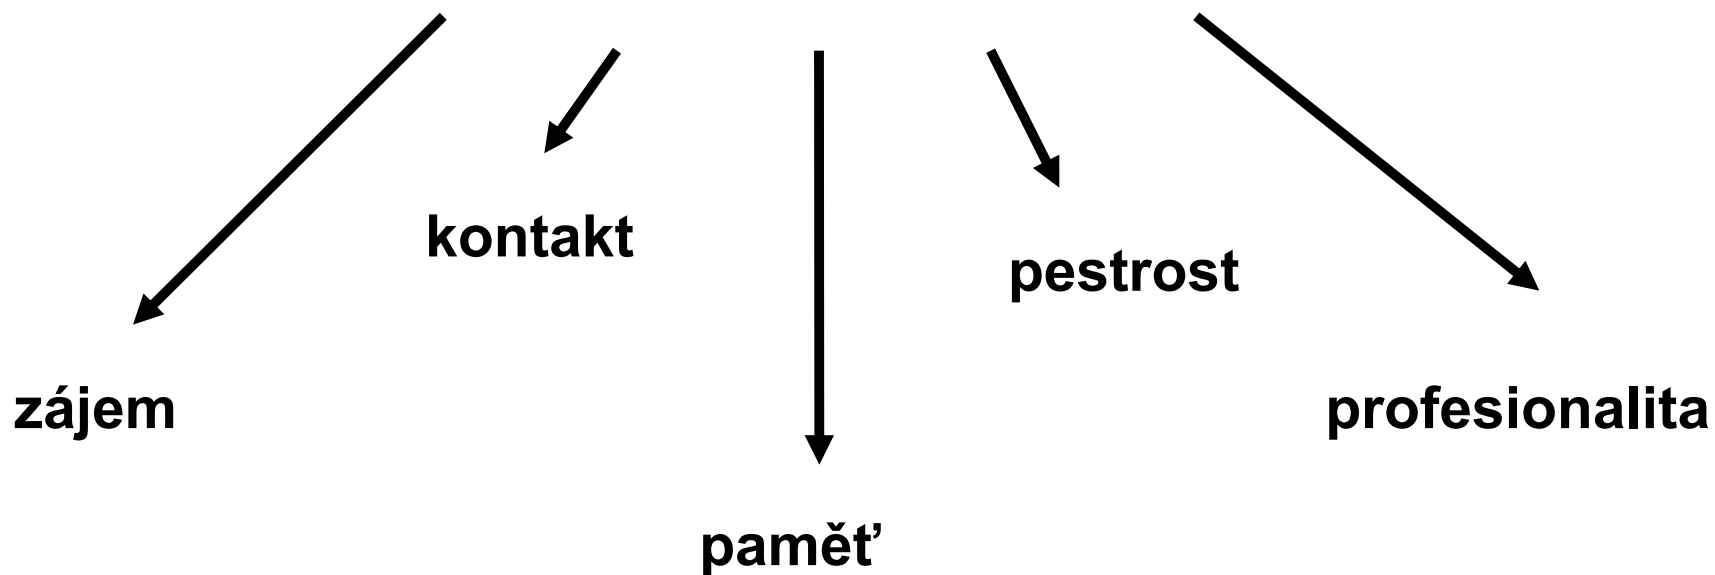 kontakt
pestrost
zájem
profesionalita
paměť